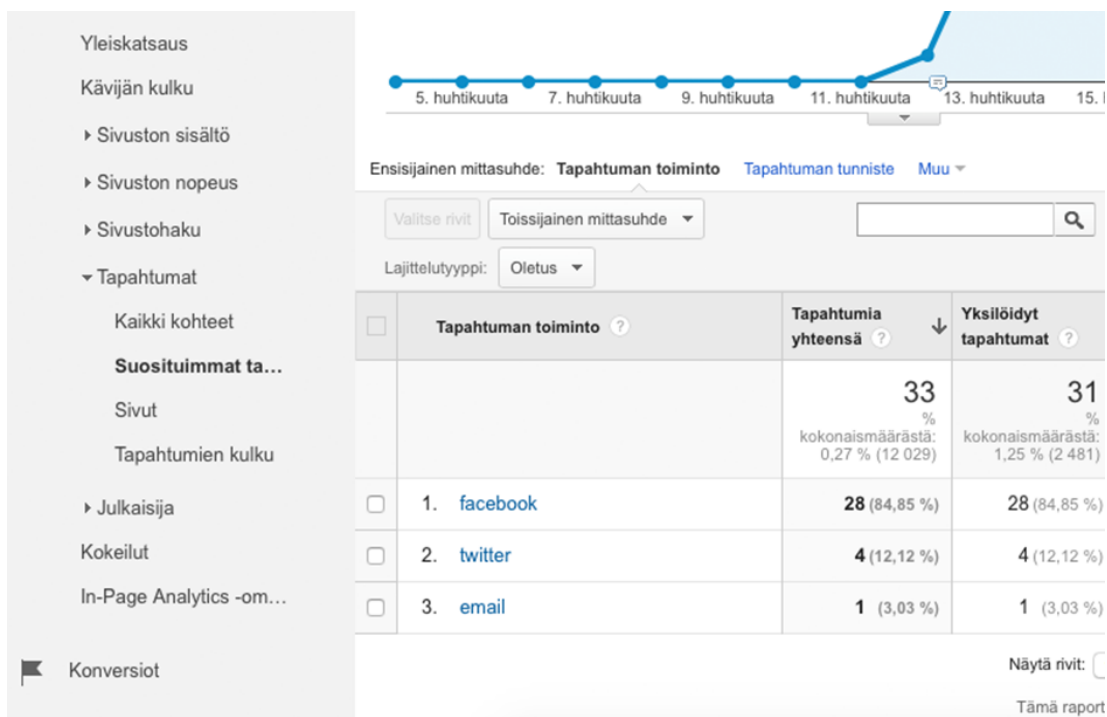 Yleiskatsaus
Kävijän kulku
Sivuston sisältö
Sivuston nopeus
Sivustohaku
Tapahtumat
Kaikki kohteet
Suosituimmat ta...
Sivut
Tapahtumien kulku
Julkaisija
Kokeilut
In-Page Analytics -om...
Konversiot
5. huhtikuuta 7. huhtikuuta 9. huhtikuuta 11. huhtikuuta 13. huhtikuuta 15.
Ensisijainen mittasuhde: Tapahtuman toiminto Tapahtuman tunniste Muu
Valitse rivit Toissijainen mittasuhde
Lajittelutyyppi: Oletus
Tapahtuman toiminto ? Tapahtumia yhteensä ? Yksilöidyt tapahtumat ?
33 31
% %
kokonaismäärästä: kokonaismäärästä:
0,27 % (12 029) 1,25 % (2 481)
1. facebook 28 (84,85 %) 28 (84,85 %)
2. twitter 4 (12,12 %) 4 (12,12 %)
3. email 1 (3,03 %) 1 (3,03 %)
Näytä rivit:
Tämä raport